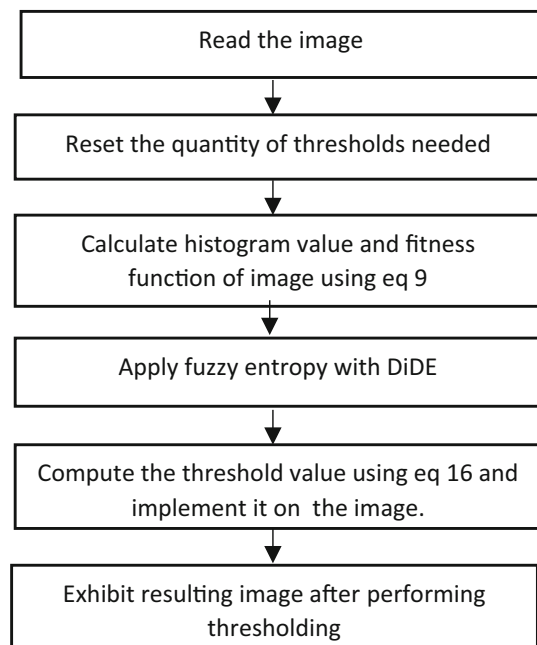 Read the image
Reset the quantity of thresholds needed
Calculate histogram value and fitness
function of image using eq 9
Apply fuzzy entropy with DiDE
Compute the threshold value using eq 16 and
implement it on the image.
Exhibit resulting image after performing
thresholding